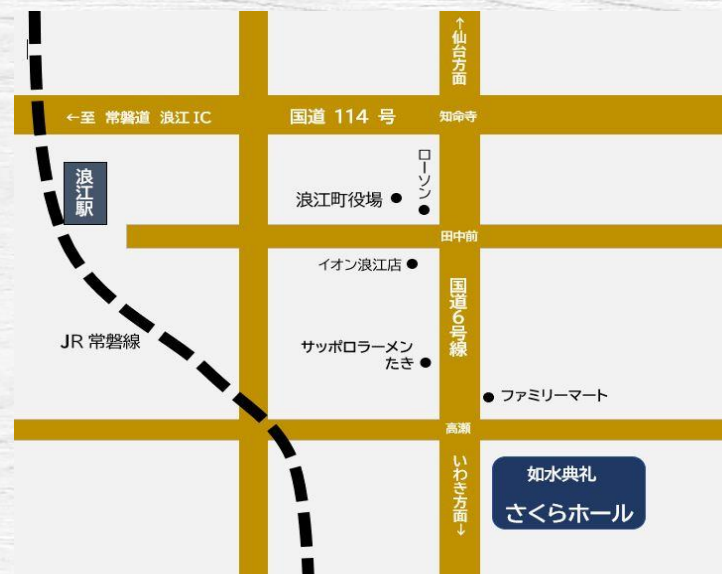 ↑仙台方面
←至 常磐道 浪江 IC
国道 114 号
知命寺
浪江駅
ローソン
浪江町役場
田中前
イオン浪江店
国道6号線
JR 常磐線
サッポロラーメン
たき
ファミリーマート
高瀬
いわき方面↓
如水典礼
さくらホール